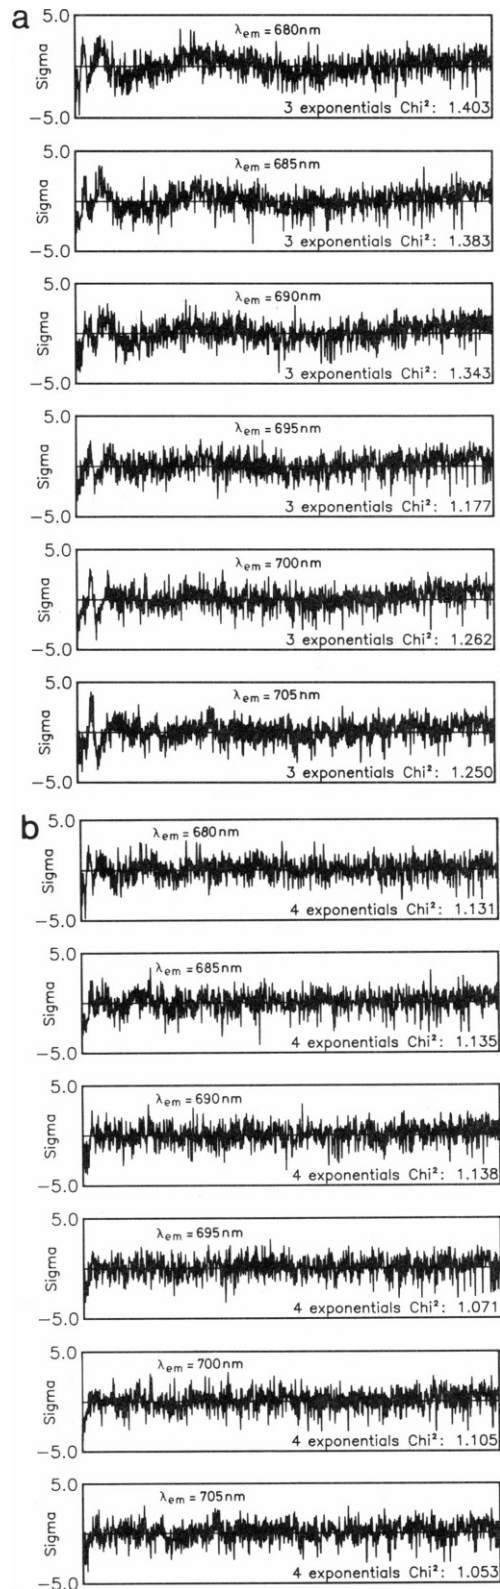 a
λem = 680nm
5.0
Sigma
−5.0
3 exponentials Chi²: 1.403
λem = 685nm
5.0
Sigma
−5.0
3 exponentials Chi²: 1.383
λem = 690nm
5.0
Sigma
−5.0
3 exponentials Chi²: 1.343
λem = 695nm
5.0
Sigma
−5.0
3 exponentials Chi²: 1.177
λem = 700nm
5.0
Sigma
−5.0
3 exponentials Chi²: 1.262
λem = 705nm
5.0
Sigma
−5.0
3 exponentials Chi²: 1.250
b
λem = 680nm
5.0
Sigma
−5.0
4 exponentials Chi²: 1.131
λem = 685nm
5.0
Sigma
−5.0
4 exponentials Chi²: 1.135
λem = 690nm
5.0
Sigma
−5.0
4 exponentials Chi²: 1.138
λem = 695nm
5.0
Sigma
−5.0
4 exponentials Chi²: 1.071
λem = 700nm
5.0
Sigma
−5.0
4 exponentials Chi²: 1.105
λem = 705nm
5.0
Sigma
−5.0
4 exponentials Chi²: 1.053